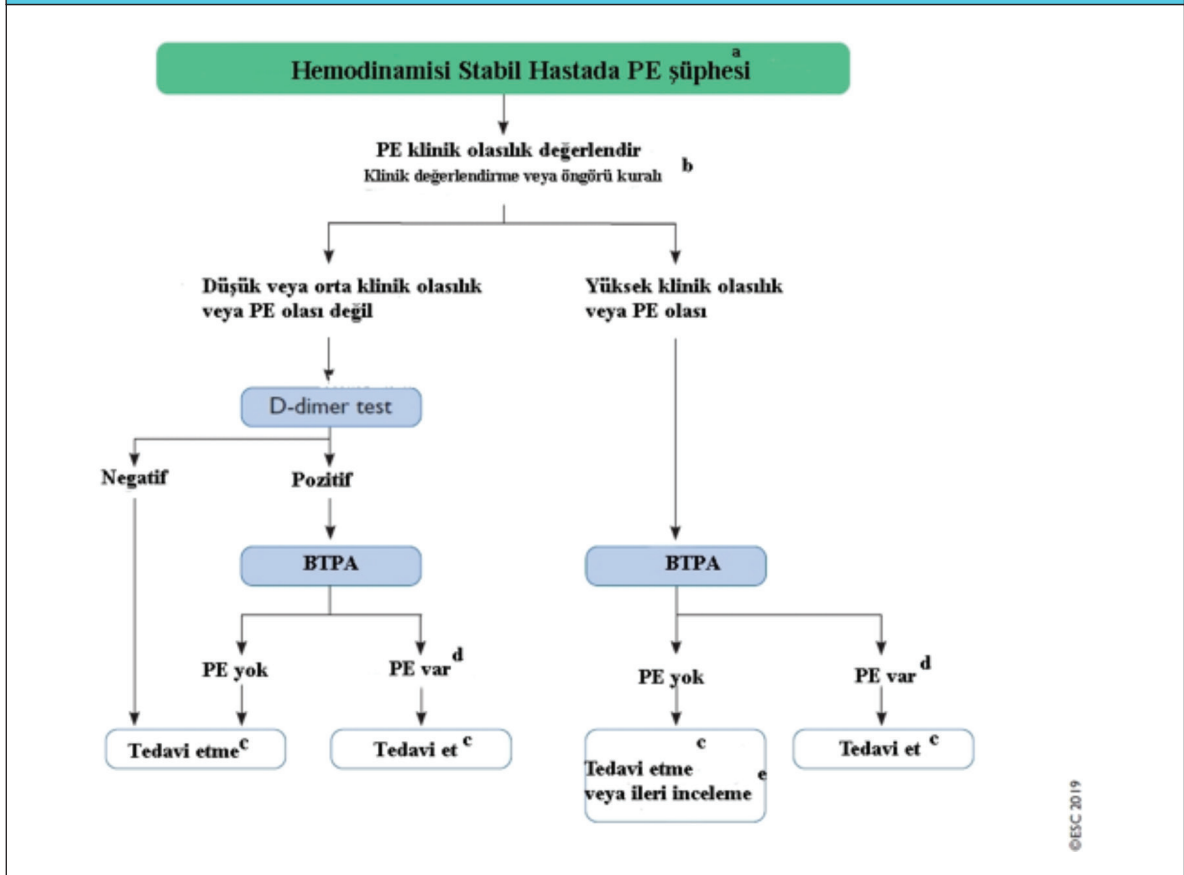 Hemodinamisi Stabil Hastada PE şüphesi a
PE klinik olasılık değerlendir
Klinik değerlendirme veya öngörü kuralı b
Düşük veya orta klinik olasılık
veya PE olası değil
Yüksek klinik olasılık
veya PE olası
D-dimer test
Negatif
Pozitif
BTPA
BTPA
PE yok
PE var d
PE yok
PE var d
Tedavi etme c
Tedavi et c
c
Tedavi etme
veya ileri inceleme e
Tedavi et c
©ESC 2019